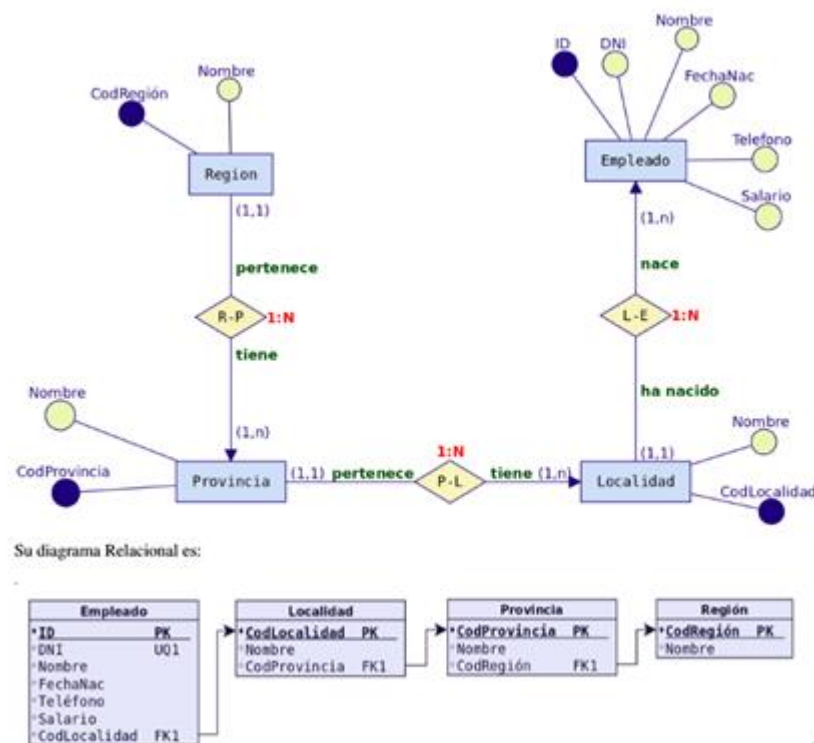 Nombre
CodRegión
Region
(1,1)
pertenece
R-P 1:N
tiene
(1,n)
Nombre
CodProvincia
Provincia
(1,1) pertenece
1:N
P-L
tiene (1,n)
Localidad
Nombre
CodLocalidad
(1,1)
ha nacido
L-E 1:N
nace
(1,n)
Empleado
ID
DNI
Nombre
FechaNac
Telefono
Salario
Su diagrama Relacional es:
Empleado
*ID PK
DNI UQ1
Nombre
FechaNac
Teléfono
Salario
CodLocalidad FK1
Localidad
*CodLocalidad PK
Nombre
CodProvincia FK1
Provincia
*CodProvincia PK
Nombre
CodRegión FK1
Región
*CodRegión PK
Nombre